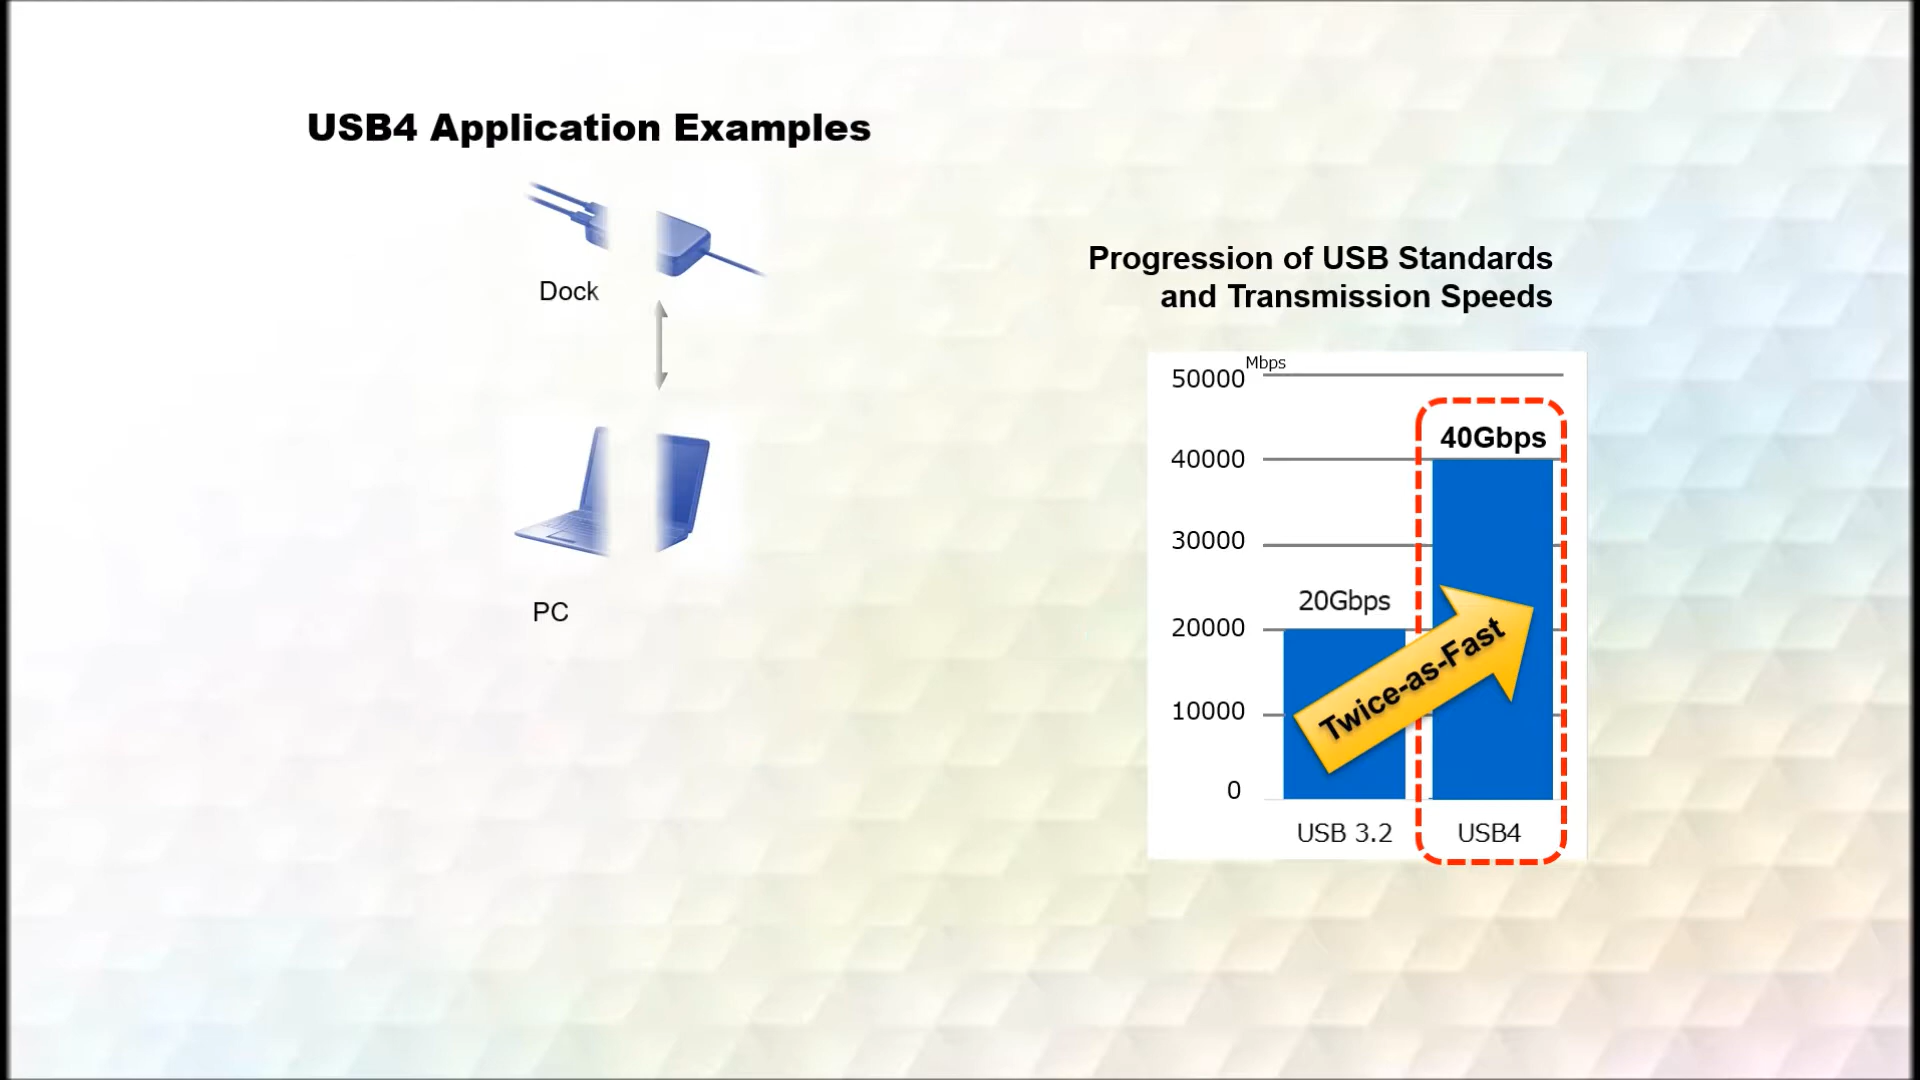 USB4 Application Examples
Dock
PC
Progression of USB Standards
and Transmission Speeds
Mbps
50000
40Gbps
40000
30000
20Gbps
20000
Twice-as-Fast
10000
0
USB 3.2
USB4